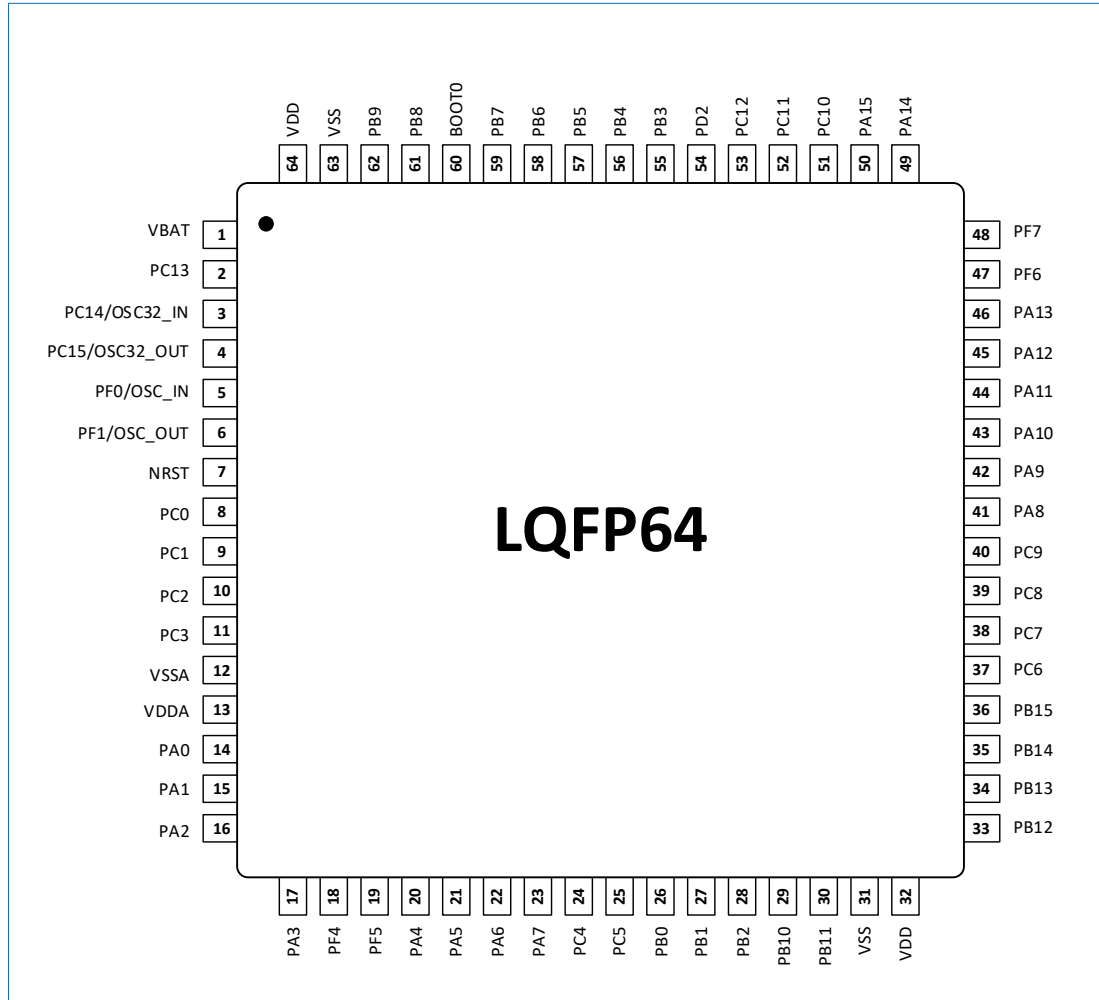 VDD VSS PB9 PB8 BOOT0 PB7 PB6 PB5 PB4 PB3 PD2 PC12 PC11 PC10 PA15 PA14
64 63 62 61 60 59 58 57 56 55 54 53 52 51 50 49
VBAT 1 48 PF7
PC13 2 47 PF6
PC14/OSC32_IN 3 46 PA13
PC15/OSC32_OUT 4 45 PA12
PF0/OSC_IN 5 44 PA11
PF1/OSC_OUT 6 43 PA10
NRST 7 42 PA9
PC0 8 41 PA8
LQFP64
PC1 9 40 PC9
PC2 10 39 PC8
PC3 11 38 PC7
VSSA 12 37 PC6
VDDA 13 36 PB15
PA0 14 35 PB14
PA1 15 34 PB13
PA2 16 33 PB12
17 18 19 20 21 22 23 24 25 26 27 28 29 30 31 32
PA3 PF4 PF5 PA4 PA5 PA6 PA7 PC4 PC5 PB0 PB1 PB2 PB10 PB11 VSS VDD